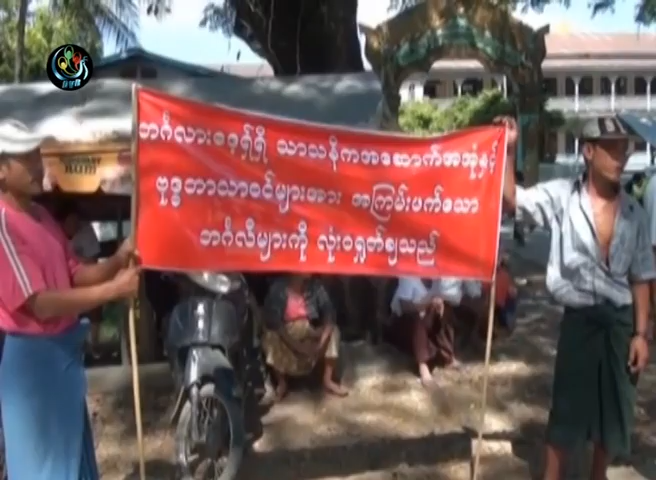 ဘင်္ဂလားဒေ့ရှ်ရှိ သာသနိကအဆောက်အအုံနှင့်
ဗုဒ္ဓဘာသာဝင်များအား အကြမ်းဖက်သော
ဘင်္ဂလီများကို လုံးဝရှုတ်ချသည်
RUM